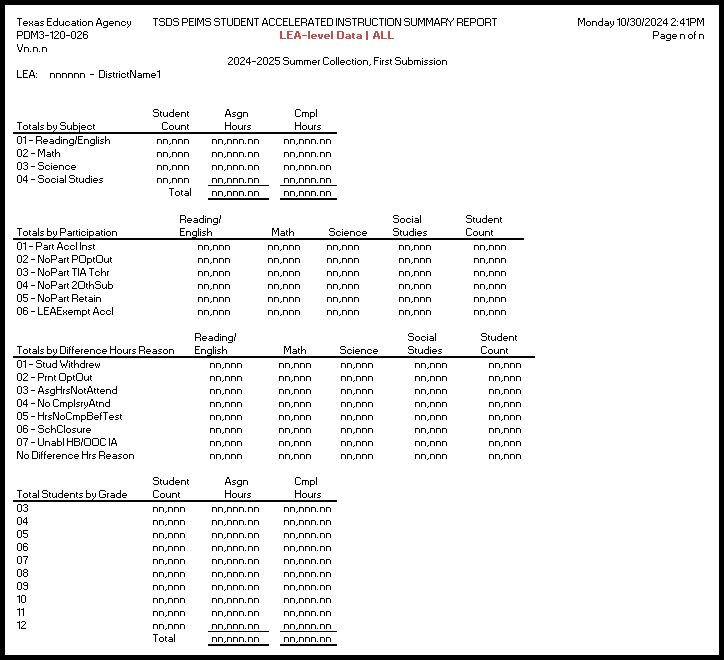 Texas Education Agency TSDS PEIMS STUDENT ACCELERATED INSTRUCTION SUMMARY REPORT Monday 10/30/2024 2:41PM
PDM3-120-026 LEA-level Data | ALL Page n of n
Vn.n.n
2024-2025 Summer Collection, First Submission
LEA: nnnnnn - DistrictName1
Student Asgn Cmpl
Totals by Subject Count Hours Hours
01 - Reading/English nn,nnn nn,nnn.nn nn,nnn.nn
02 - Math nn,nnn nn,nnn.nn nn,nnn.nn
03 - Science nn,nnn nn,nnn.nn nn,nnn.nn
04 - Social Studies nn,nnn nn,nnn.nn nn,nnn.nn
Total nn,nnn.nn nn,nnn.nn
Reading/ Social Student
Totals by Participation English Math Science Studies Count
01 - Part Accl Inst nn,nnn nn,nnn nn,nnn nn,nnn nn,nnn
02 - NoPart POptOut nn,nnn nn,nnn nn,nnn nn,nnn nn,nnn
03 - NoPart TIA Tchr nn,nnn nn,nnn nn,nnn nn,nnn nn,nnn
04 - NoPart 2OthSub nn,nnn nn,nnn nn,nnn nn,nnn nn,nnn
05 - NoPart Retain nn,nnn nn,nnn nn,nnn nn,nnn nn,nnn
06 - LEAExempt Accl nn,nnn nn,nnn nn,nnn nn,nnn nn,nnn
Reading/ Social Student
Totals by Difference Hours Reason English Math Science Studies Count
01 - Stud Withdrew nn,nnn nn,nnn nn,nnn nn,nnn nn,nnn
02 - Prnt OptOut nn,nnn nn,nnn nn,nnn nn,nnn nn,nnn
03 - AsgHrsNotAttend nn,nnn nn,nnn nn,nnn nn,nnn nn,nnn
04 - No CmplsryAtnd nn,nnn nn,nnn nn,nnn nn,nnn nn,nnn
05 - HrsNoCmpBefTest nn,nnn nn,nnn nn,nnn nn,nnn nn,nnn
06 - SchClosure nn,nnn nn,nnn nn,nnn nn,nnn nn,nnn
07 - Unabl HB/OOC IA nn,nnn nn,nnn nn,nnn nn,nnn nn,nnn
No Difference Hrs Reason nn,nnn nn,nnn nn,nnn nn,nnn nn,nnn
Student Asgn Cmpl
Total Students by Grade Count Hours Hours
03 nn,nnn nn,nnn.nn nn,nnn.nn
04 nn,nnn nn,nnn.nn nn,nnn.nn
05 nn,nnn nn,nnn.nn nn,nnn.nn
06 nn,nnn nn,nnn.nn nn,nnn.nn
07 nn,nnn nn,nnn.nn nn,nnn.nn
08 nn,nnn nn,nnn.nn nn,nnn.nn
09 nn,nnn nn,nnn.nn nn,nnn.nn
10 nn,nnn nn,nnn.nn nn,nnn.nn
11 nn,nnn nn,nnn.nn nn,nnn.nn
12 nn,nnn nn,nnn.nn nn,nnn.nn
Total nn,nnn.nn nn,nnn.nn